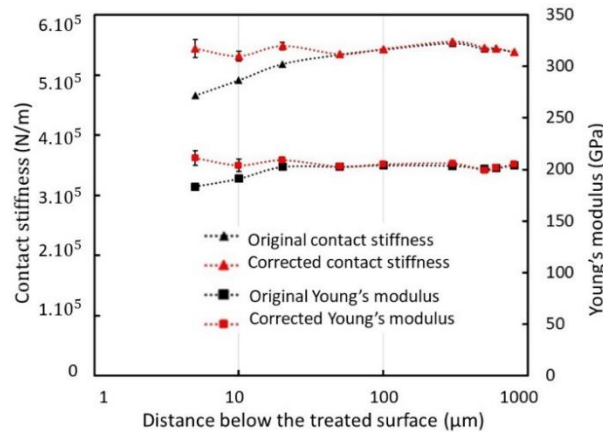 6.10⁵
5.10⁵
4.10⁵
3.10⁵
2.10⁵
1.10⁵
0
Contact stiffness (N/m)
350
300
250
200
150
100
50
0
Young's modulus (GPa)
Original contact stiffness
Corrected contact stiffness
Original Young's modulus
Corrected Young's modulus
1 10 100 1000
Distance below the treated surface (μm)